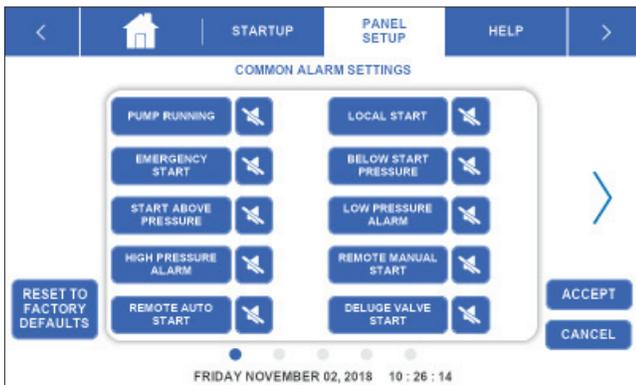 STARTUP
PANEL
SETUP
HELP
COMMON ALARM SETTINGS
PUMP RUNNING
LOCAL START
EMERGENCY
START
BELOW START
PRESSURE
START ABOVE
PRESSURE
LOW PRESSURE
ALARM
HIGH PRESSURE
ALARM
REMOTE MANUAL
START
REMOTE AUTO
START
DELUGE VALVE
START
RESET TO
FACTORY
DEFAULTS
ACCEPT
CANCEL
FRIDAY NOVEMBER 02, 2018 10 : 26 : 14